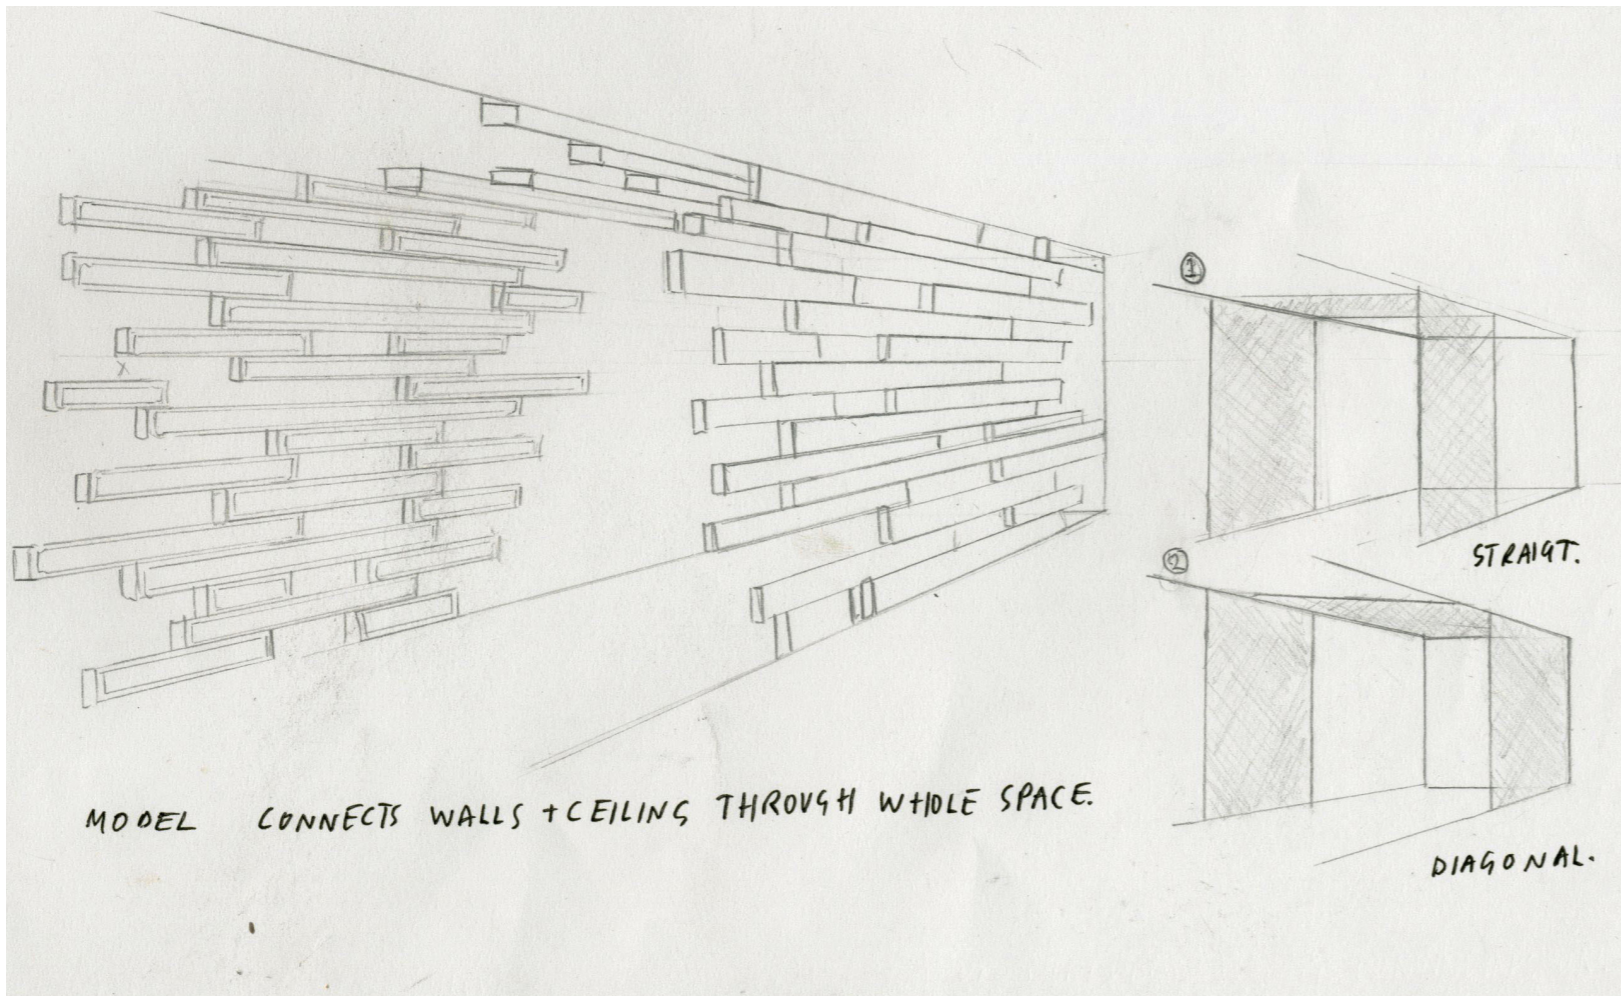 1
STRAIGT.
2
MODEL CONNECTS WALLS + CEILING THROUGH WHOLE SPACE.
DIAGONAL.